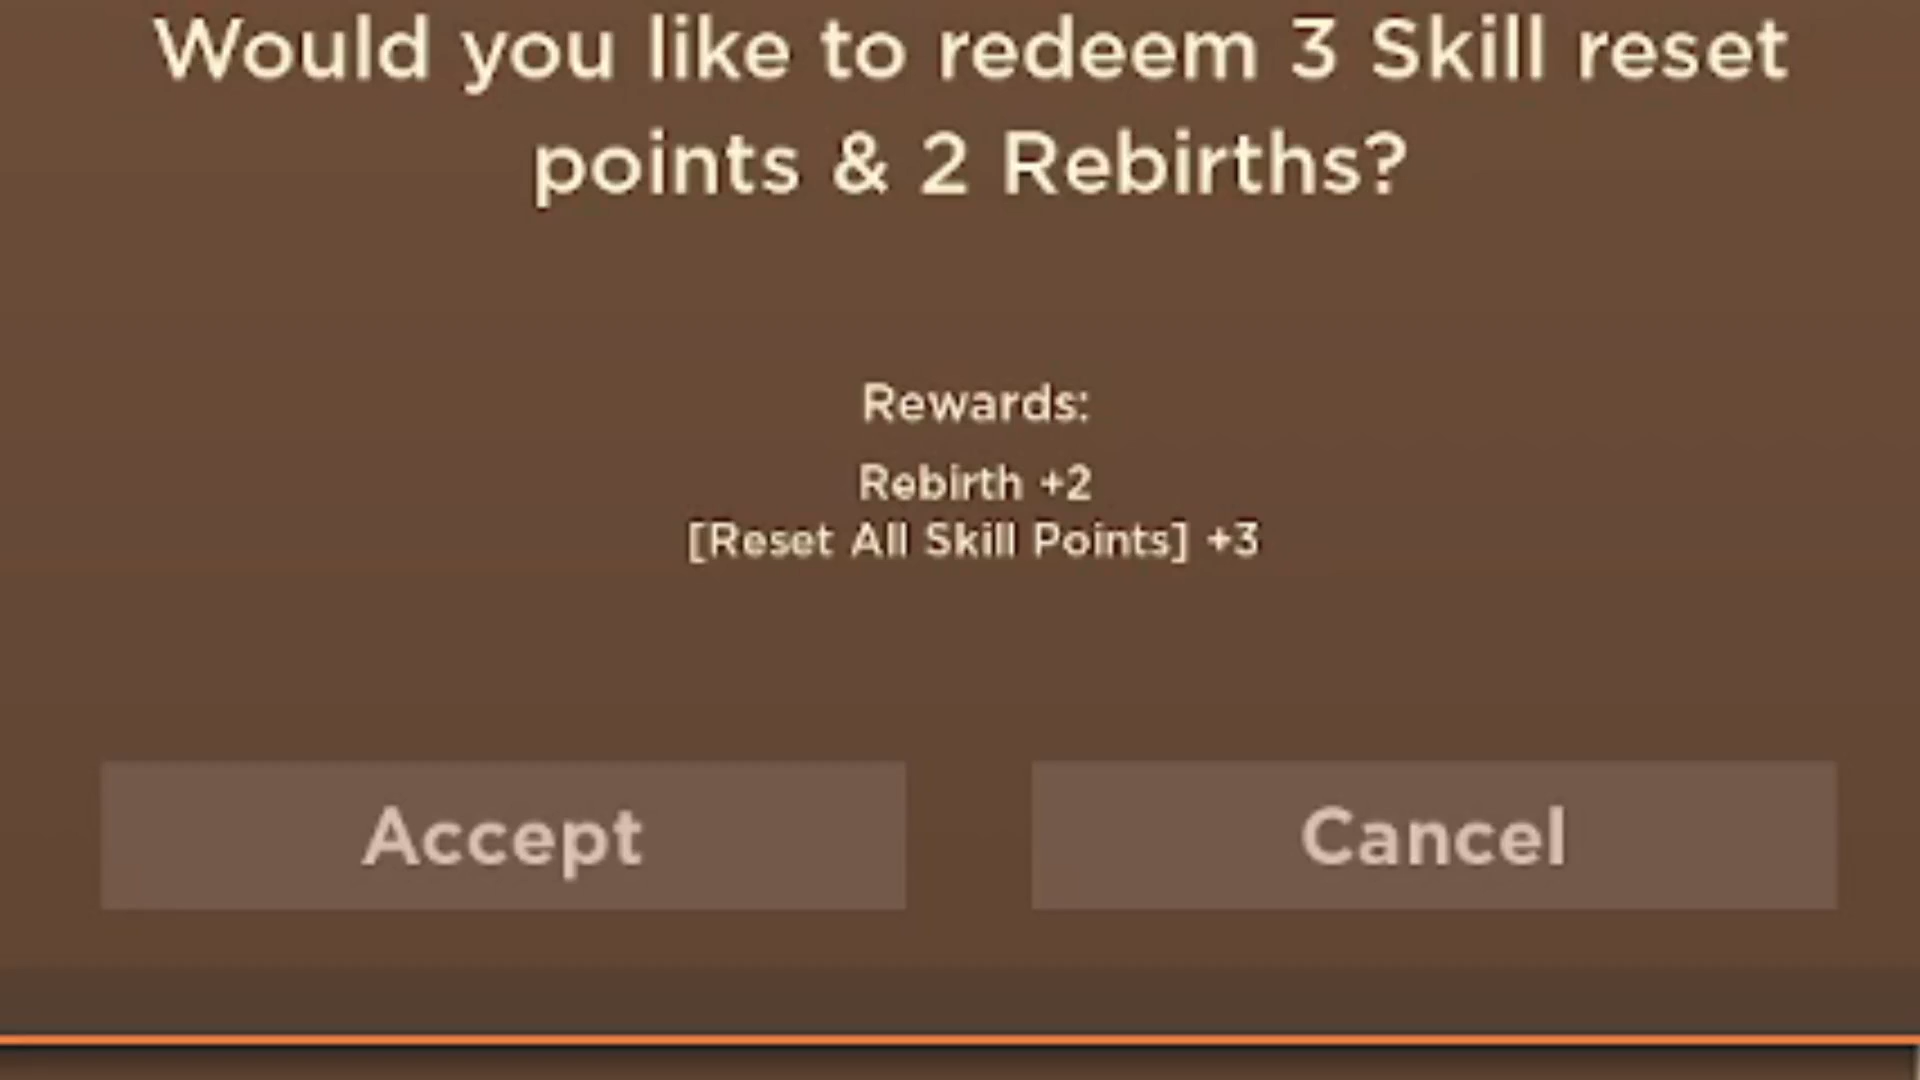 Would you like to redeem 3 Skill reset
points & 2 Rebirths?
Rewards:
Rebirth +2
[Reset All Skill Points] +3
Accept
Cancel